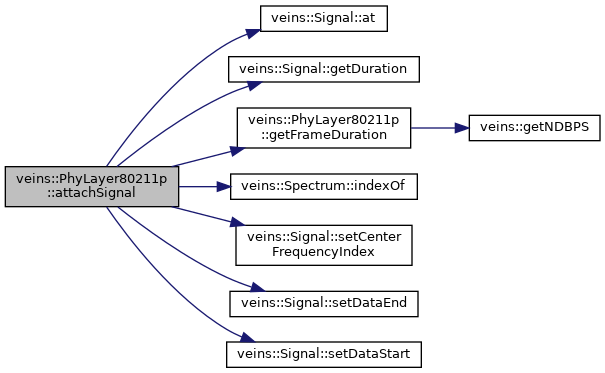 veins::Signal::at
veins::Signal::getDuration
veins::PhyLayer80211p
::getFrameDuration
veins::getNDBPS
veins::PhyLayer80211p
::attachSignal
veins::Spectrum::indexOf
veins::Signal::setCenter
FrequencyIndex
veins::Signal::setDataEnd
veins::Signal::setDataStart